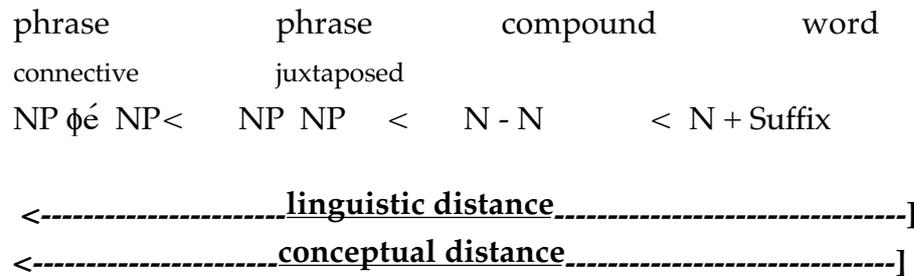 phrase phrase compound word
connective juxtaposed
NP ɸé NP< NP NP < N - N < N + Suffix
<-----------------------linguistic distance---------------------------------]
<-----------------------conceptual distance-------------------------------]